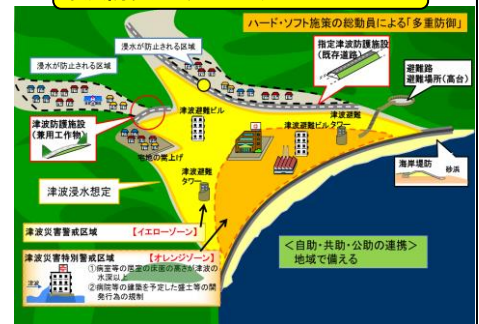 ハード・ソフト施策の総動員による「多重防御」
浸水が防止される区域
浸水が防止される区域
指定津波防護施設
(既存道路)
避難路
避難場所(高台)
津波避難ビル
津波避難ビル
津波避難
タワー
津波防護施設
(兼用工作物)
宅地の嵩上げ
海岸堤防
砂浜
津波浸水想定
津波避難
タワー
津波災害警戒区域
【イエローゾーン】
津波災害特別警戒区域
【オレンジゾーン】
①病室等の居室の床面の高さが津波の
水深以上
②病院等の建築を予定した盛土等の開
発行為の規制
津波
<自助・共助・公助の連携>
地域で備える